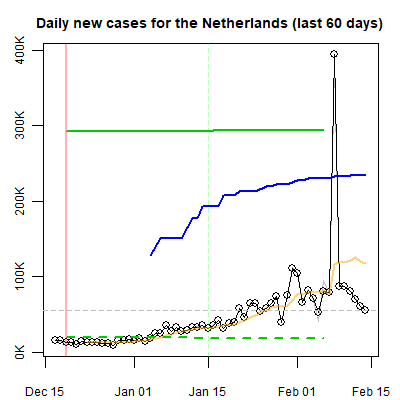 Daily new cases for the Netherlands (last 60 days)
400K
300K
200K
100K
0K
Dec 15
Jan 01
Jan 15
Feb 01
Feb 15